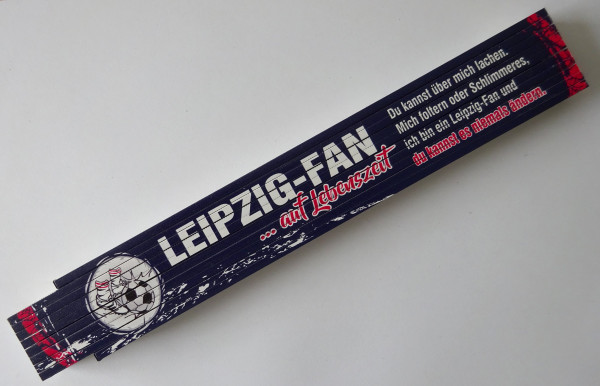 LEIPZIG-FAN
... auf Lebenszeit
Du kannst über mich lachen.
Mich foltern oder Schlimmeres,
ich bin ein Leipzig-Fan und
du kannst es niemals ändern.